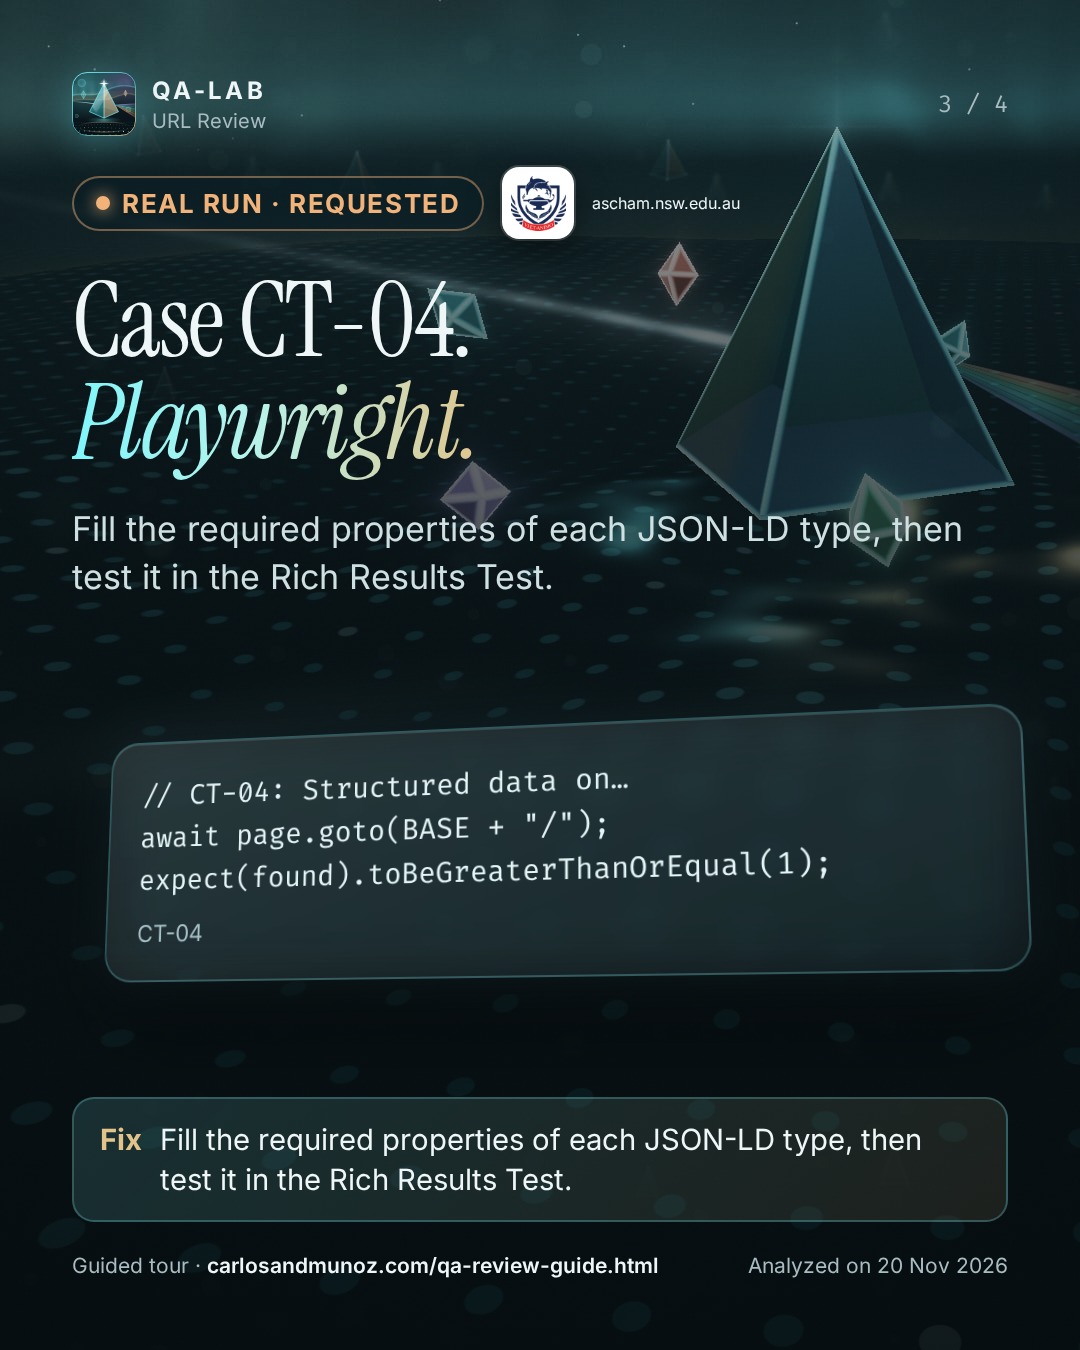 QA-LAB
URL Review
3 / 4
REAL RUN · REQUESTED
ascham.nsw.edu.au
Case CT-04.
Playwright.
Fill the required properties of each JSON-LD type, then
test it in the Rich Results Test.
// CT-04: Structured data on…
await page.goto(BASE + "/");
expect(found).toBeGreaterThanOrEqual(1);
CT-04
Fix Fill the required properties of each JSON-LD type, then
test it in the Rich Results Test.
Guided tour · carlosandmunoz.com/qa-review-guide.html
Analyzed on 20 Nov 2026